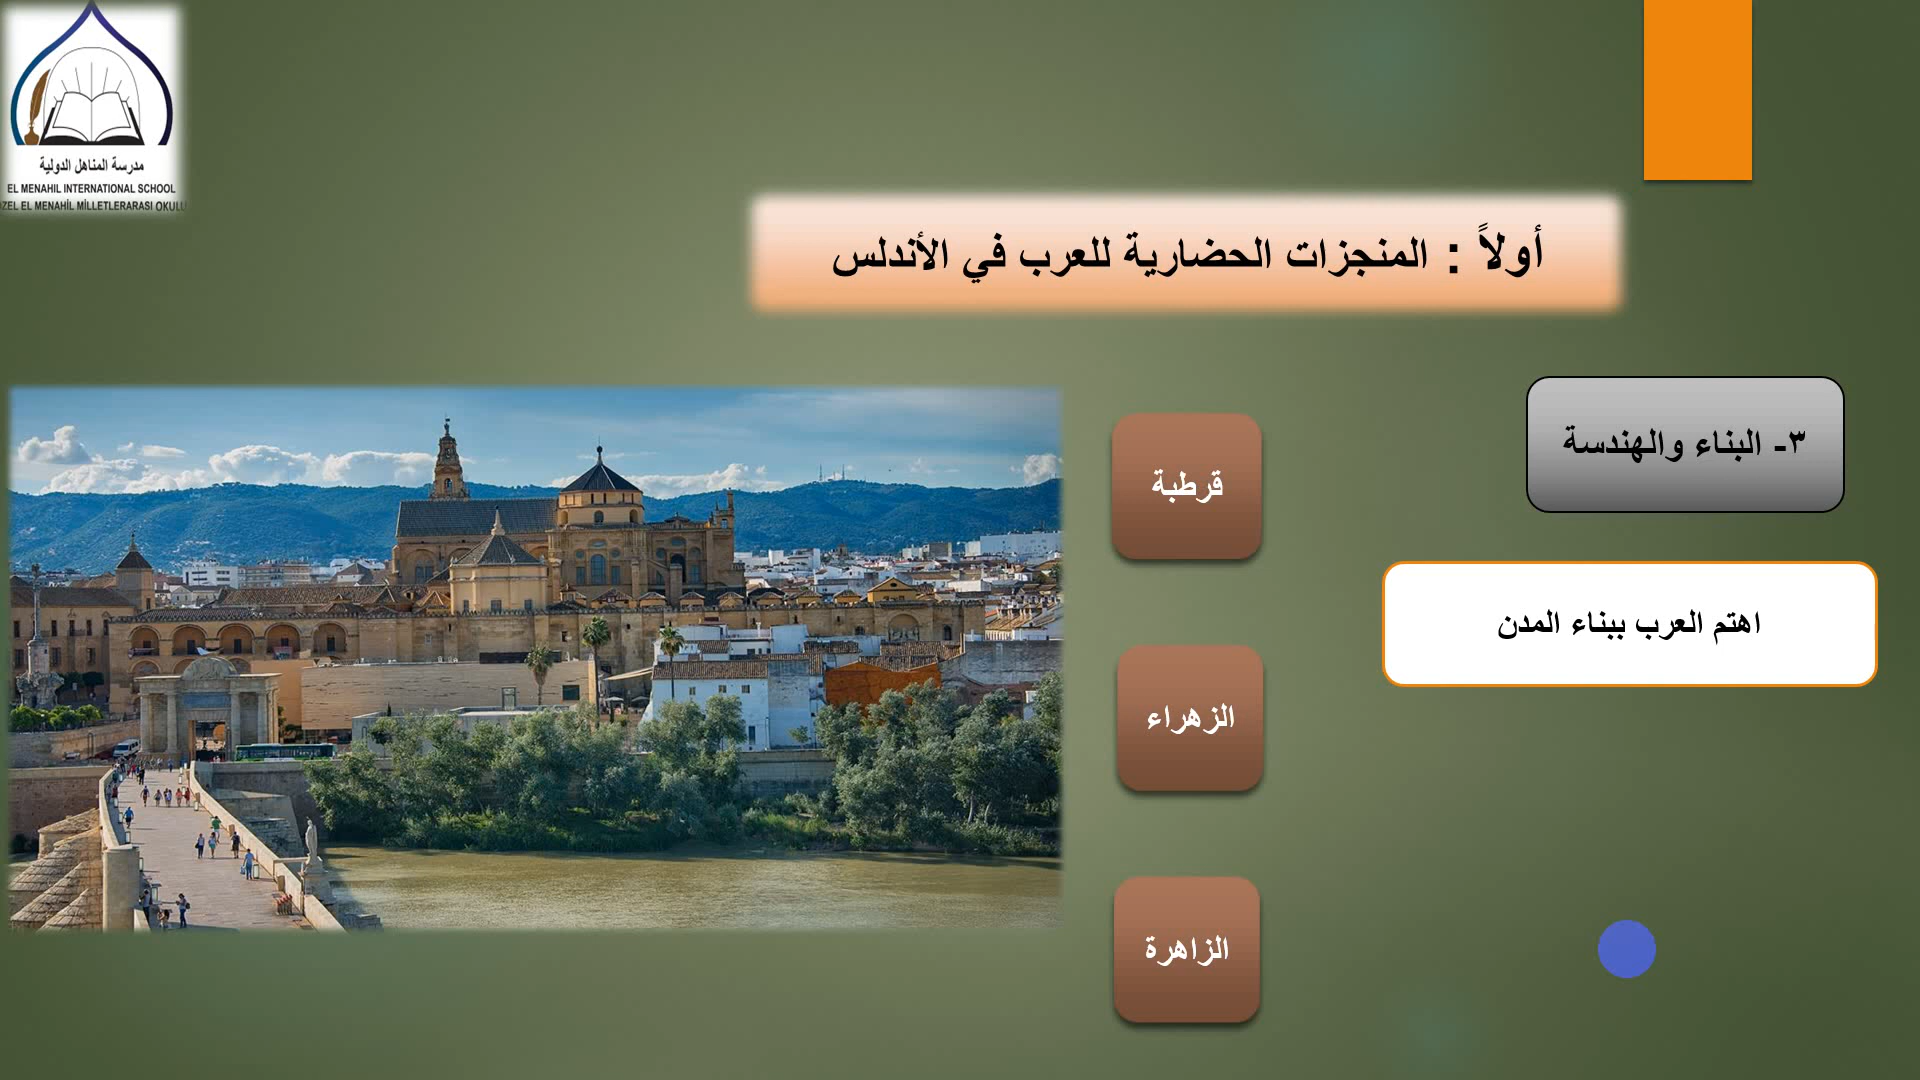 مدرسة المناهل الدولية
EL MENAHIL INTERNATIONAL SCHOOL
ÖZEL EL MENAHİL MİLLETLERARASI OKULU
أولاً : المنجزات الحضارية للعرب في الأندلس
٣- البناء والهندسة
اهتم العرب ببناء المدن
قرطبة
الزهراء
الزاهرة